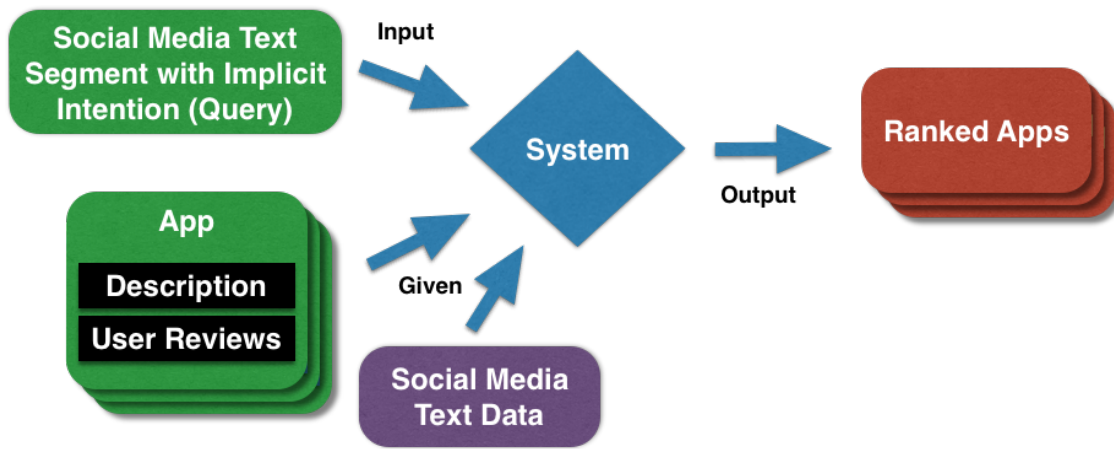 Social Media Text
Segment with Implicit
Intention (Query)
Input
System
Ranked Apps
Output
App
Description
User Reviews
Given
Social Media
Text Data